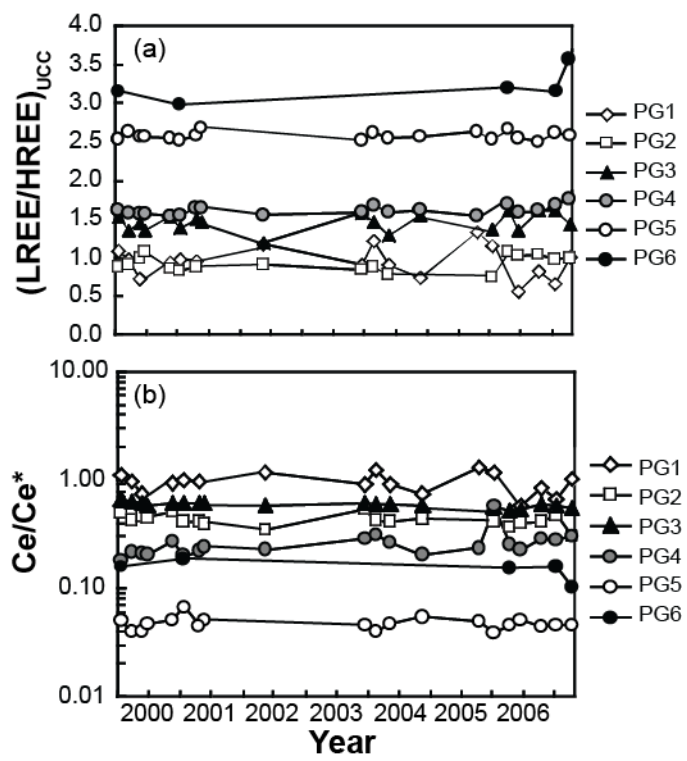 (a)
(LREE/HREE)UCC
4.0
3.5
3.0
2.5
2.0
1.5
1.0
0.5
0.0
PG1
PG2
PG3
PG4
PG5
PG6
(b)
Ce/Ce*
10.00
1.00
0.10
0.01
PG1
PG2
PG3
PG4
PG5
PG6
2000 2001 2002 2003 2004 2005 2006
Year